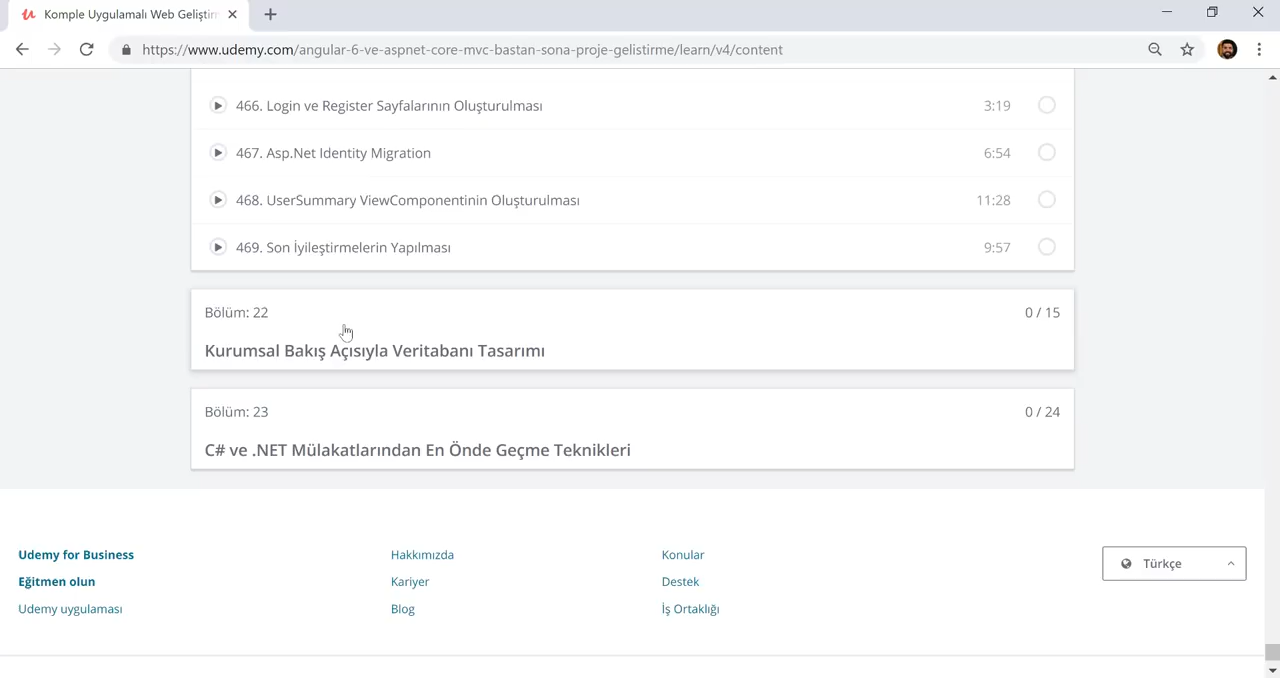 Komple Uygulamalı Web Geliştirm
https://www.udemy.com/angular-6-ve-aspnet-core-mvc-bastan-sona-proje-gelistirme/learn/v4/content
466. Login ve Register Sayfalarının Oluşturulması 3:19
467. Asp.Net Identity Migration 6:54
468. UserSummary ViewComponentinin Oluşturulması 11:28
469. Son İyileştirmelerin Yapılması 9:57
Bölüm: 22 0 / 15
Kurumsal Bakış Açısıyla Veritabanı Tasarımı
Bölüm: 23 0 / 24
C# ve .NET Mülakatlarından En Önde Geçme Teknikleri
Udemy for Business Hakkımızda Konular Türkçe
Eğitmen olun Kariyer Destek
Udemy uygulaması Blog İş Ortaklığı